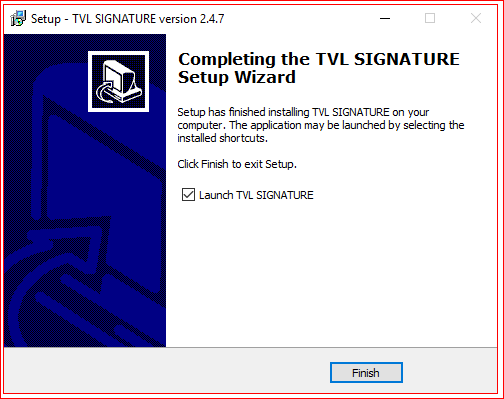 Setup - TVL SIGNATURE version 2.4.7
Completing the TVL SIGNATURE
Setup Wizard
Setup has finished installing TVL SIGNATURE on your
computer. The application may be launched by selecting the
installed shortcuts.
Click Finish to exit Setup.
Launch TVL SIGNATURE
Finish